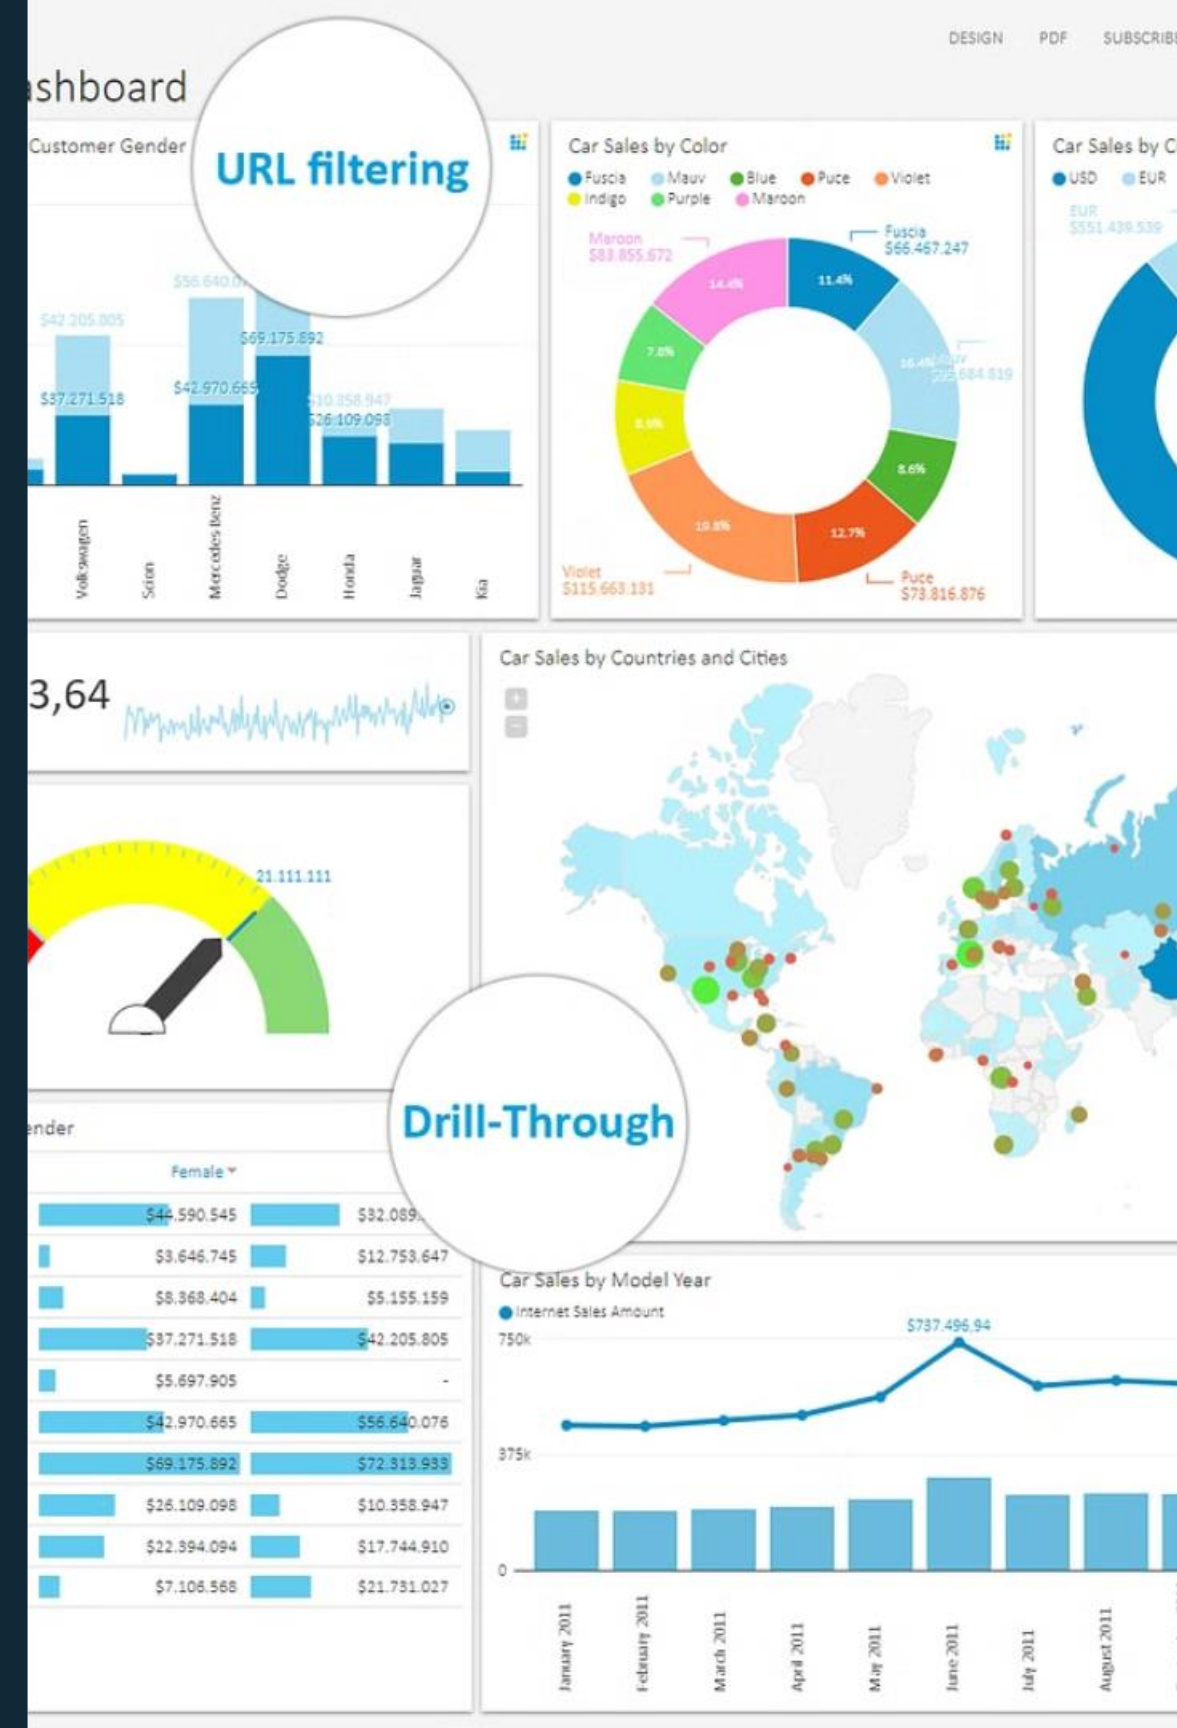 DESIGN PDF SUBSCRIBE
ashboard
Customer Gender
URL filtering
$56.640.0
$42.205.805
$69.175.892
$42.970.665
$37.271.518
$10.358.947
$26.109.098
Volkswagen
Scion
Mercedes Benz
Dodge
Honda
Jaguar
Kia
Car Sales by Color
Fuscia Mauv Blue Puce Violet
Indigo Purple Maroon
Maroon
$83.855.672
Fuscia
$66.467.247
14.4%
11.4%
7.8%
16.4%
Mauv
684.819
8.6%
19.8%
12.7%
Violet
$115.663.131
Puce
$73.816.876
Car Sales by C
USD EUR
EUR
$551.439.539
3,64
21.111.111
Car Sales by Countries and Cities
+
−
Drill-Through
ender
Female
$44.590.545 $32.089.
$3.646.745 $12.753.647
$8.368.404 $5.155.159
$37.271.518 $42.205.805
$5.697.905 -
$42.970.665 $56.640.076
$69.175.892 $72.313.933
$26.109.098 $10.358.947
$22.394.094 $17.744.910
$7.106.568 $21.731.027
Car Sales by Model Year
Internet Sales Amount
$737.496,94
750k
375k
0
January 2011
February 2011
March 2011
April 2011
May 2011
June 2011
July 2011
August 2011